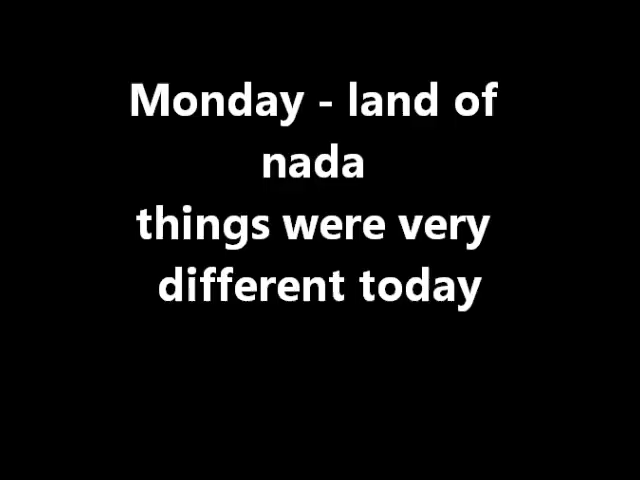 Monday - land of
nada
things were very
different today